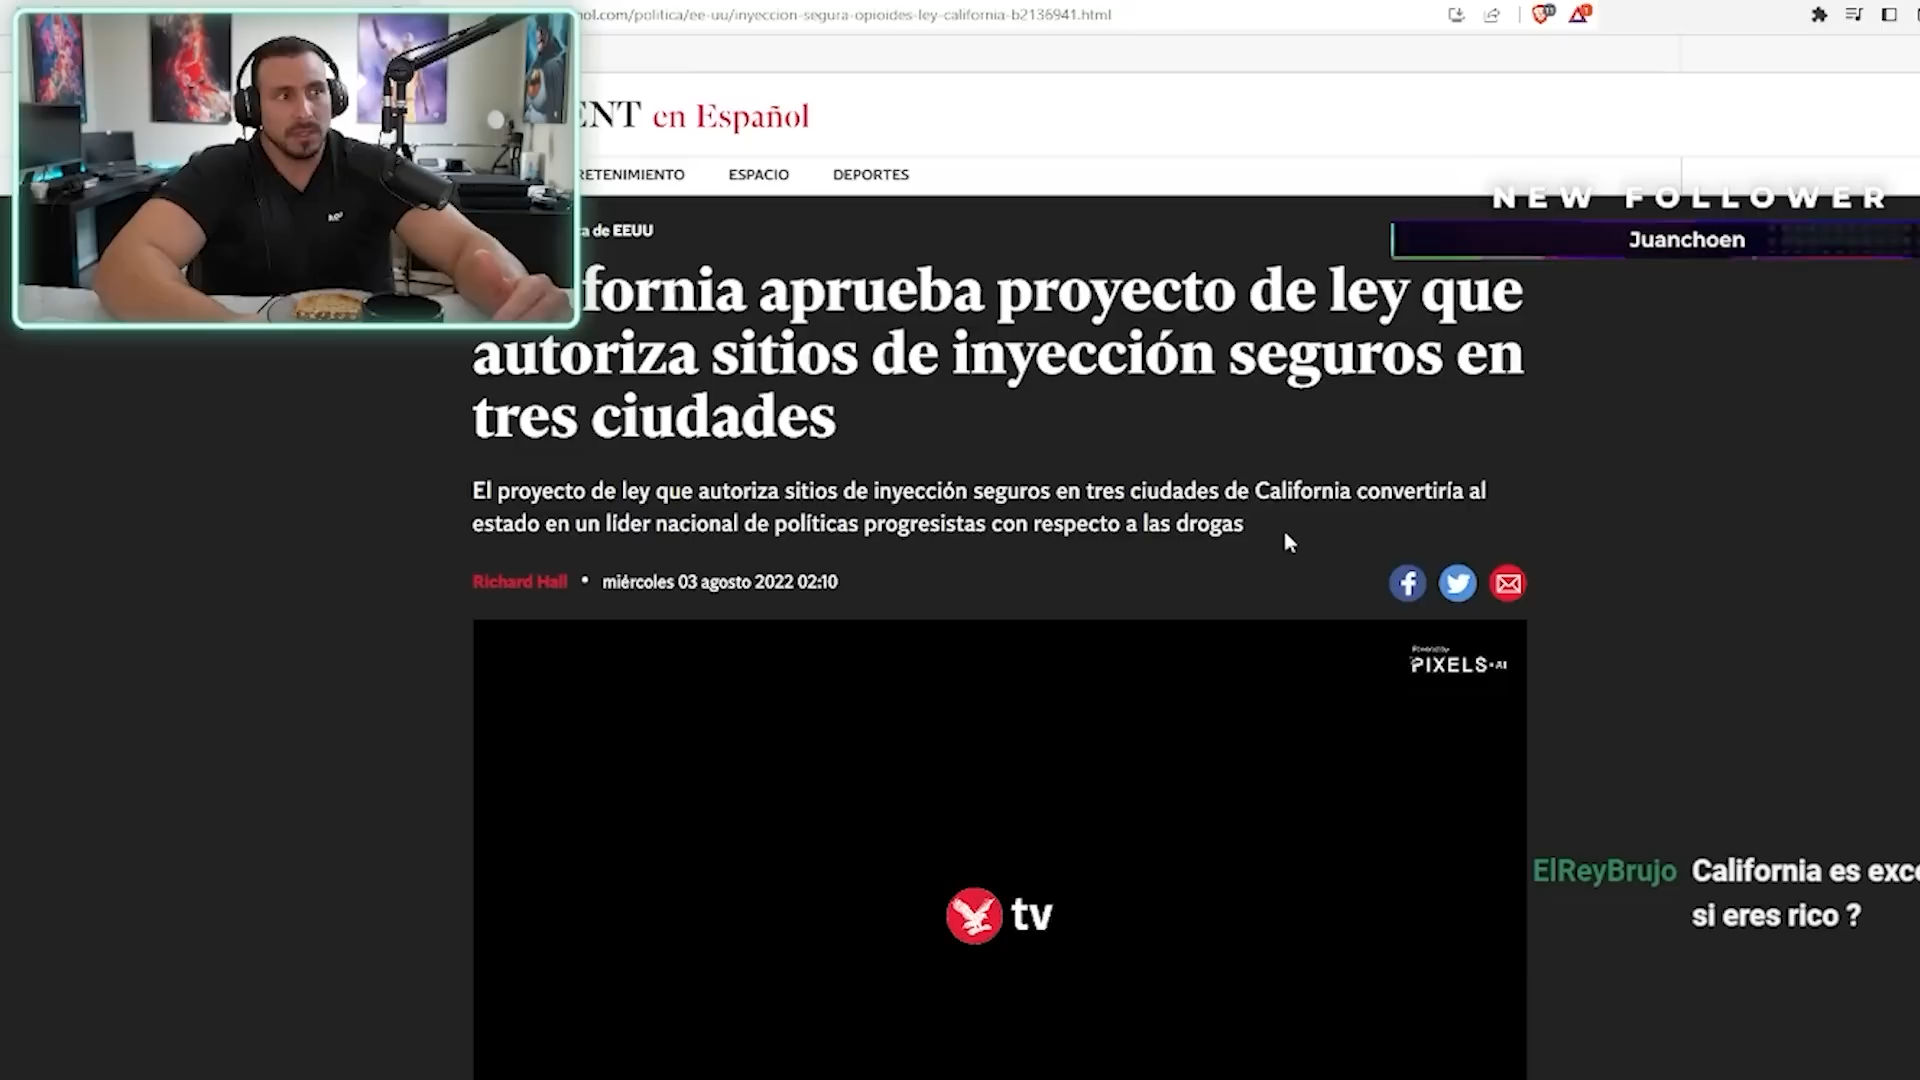 nol.com/politica/ee-uu/inyeccion-segura-opioides-ley-california-b2136941.html
ENT en Español
RETENIMIENTO ESPACIO DEPORTES
NEW FOLLOWER
Juanchoen
a de EEUU
fornia aprueba proyecto de ley que
autoriza sitios de inyección seguros en
tres ciudades
El proyecto de ley que autoriza sitios de inyección seguros en tres ciudades de California convertiría al
estado en un líder nacional de políticas progresistas con respecto a las drogas
Richard Hall • miércoles 03 agosto 2022 02:10
Powered by
PIXELS.AI
tv
ElReyBrujo California es exce
si eres rico ?